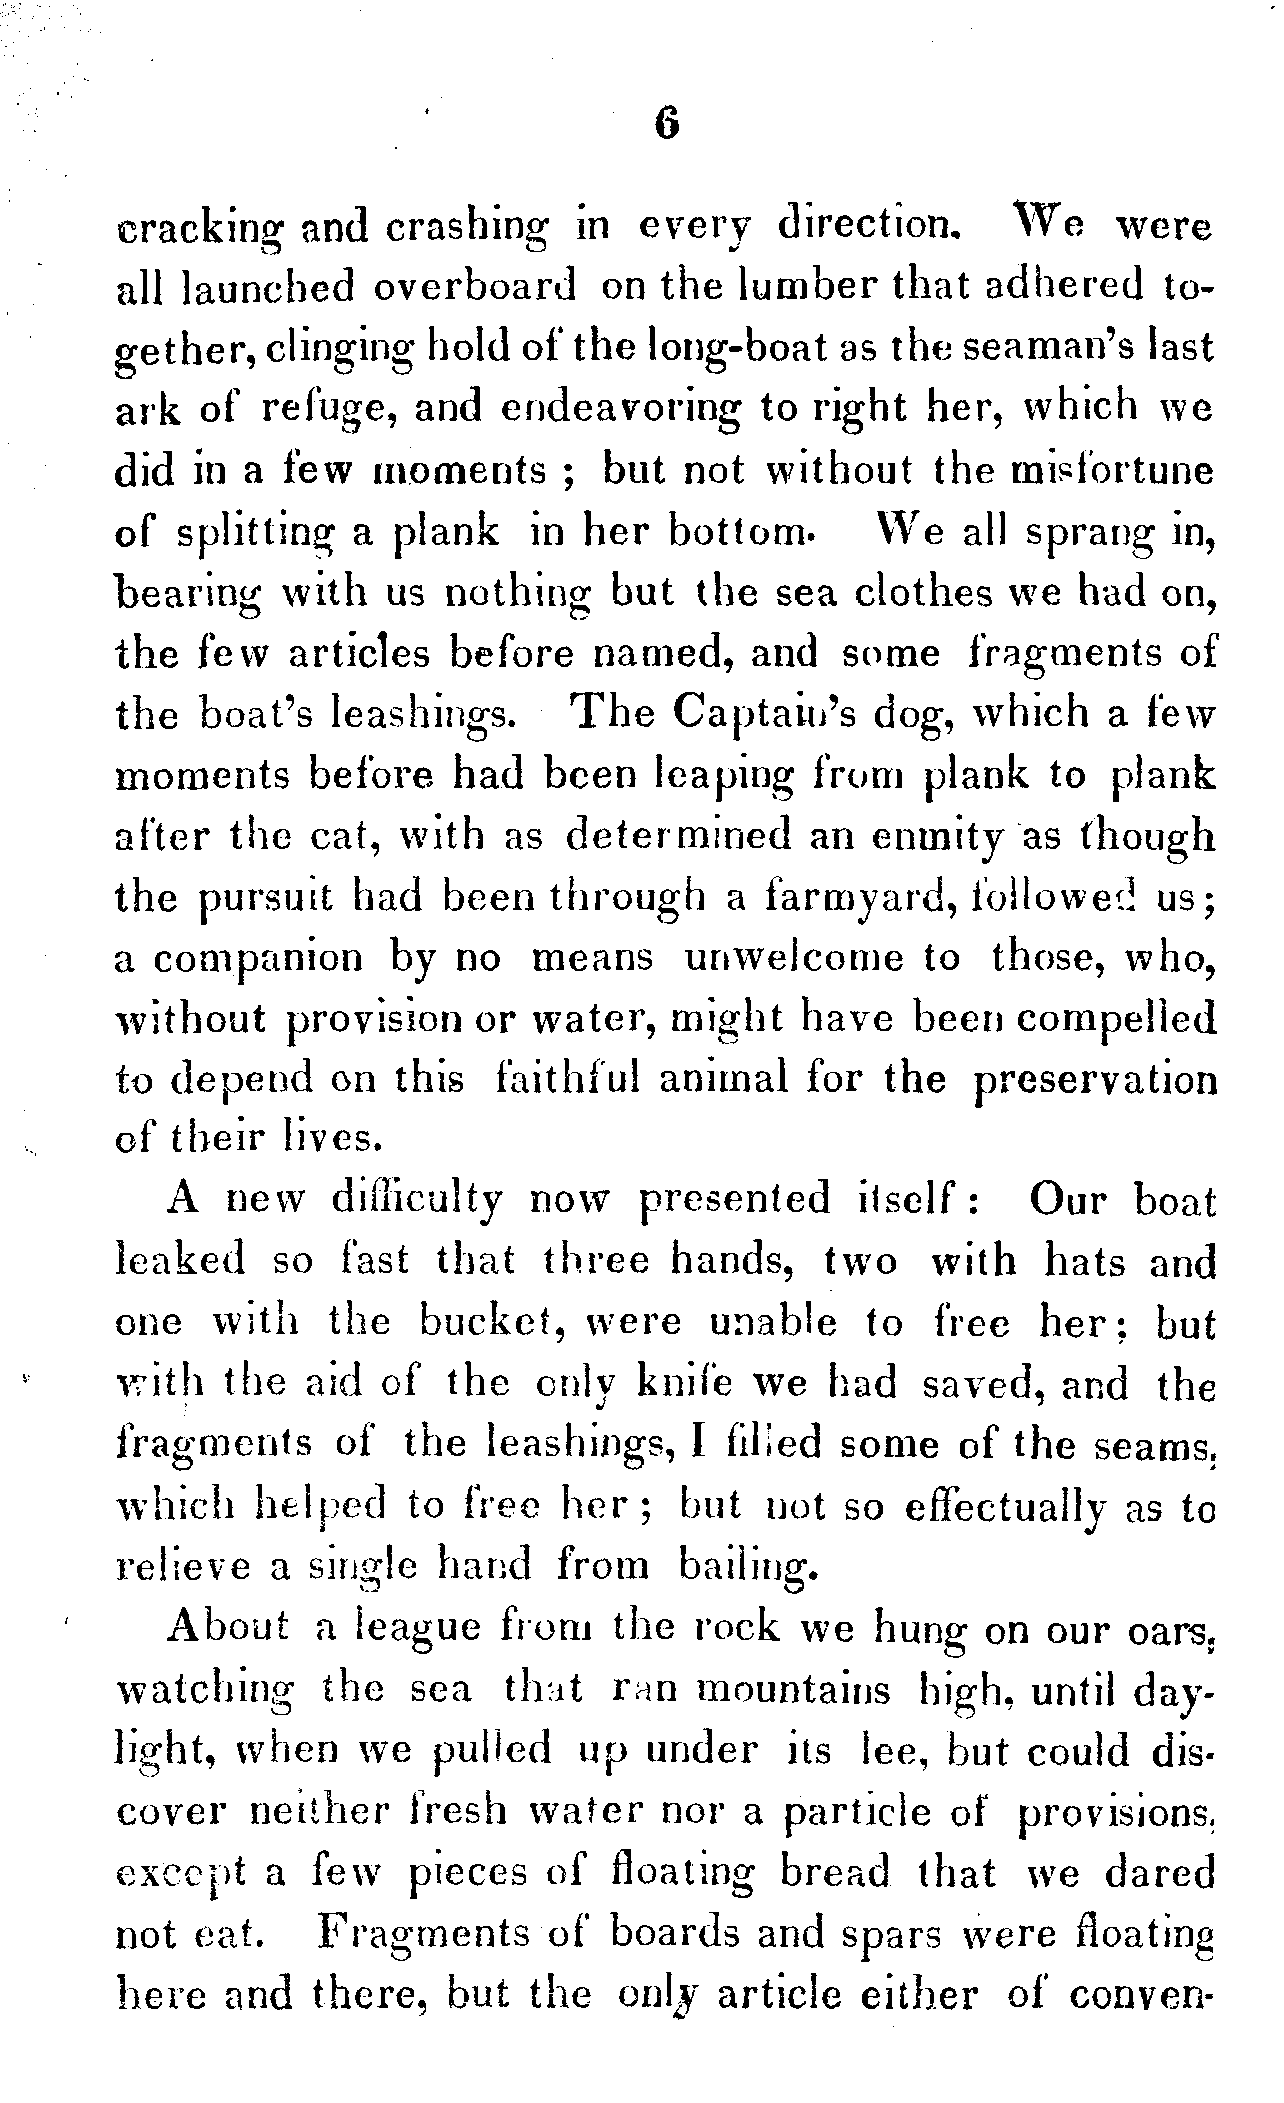 6
cracking and crashing in every direction. We were
all launched overboard on the lumber that adhered to-
gether, clinging hold of the long-boat as the seaman's last
ark of refuge, and endeavoring to right her, which we
did in a few moments ; but not without the misfortune
of splitting a plank in her bottom. We all sprang in,
bearing with us nothing but the sea clothes we had on,
the few articles before named, and some fragments of
the boat's leashings. The Captain's dog, which a few
moments before had been leaping from plank to plank
after the cat, with as determined an enmity as though
the pursuit had been through a farmyard, followed us ;
a companion by no means unwelcome to those, who,
without provision or water, might have been compelled
to depend on this faithful animal for the preservation
of their lives.
A new difficulty now presented itself : Our boat
leaked so fast that three hands, two with hats and
one with the bucket, were unable to free her ; but
with the aid of the only knife we had saved, and the
fragments of the leashings, I filled some of the seams,
which helped to free her ; but not so effectually as to
relieve a single hand from bailing.
About a league from the rock we hung on our oars,
watching the sea that ran mountains high, until day-
light, when we pulled up under its lee, but could dis-
cover neither fresh water nor a particle of provisions,
except a few pieces of floating bread that we dared
not eat. Fragments of boards and spars were floating
here and there, but the only article either of conven-